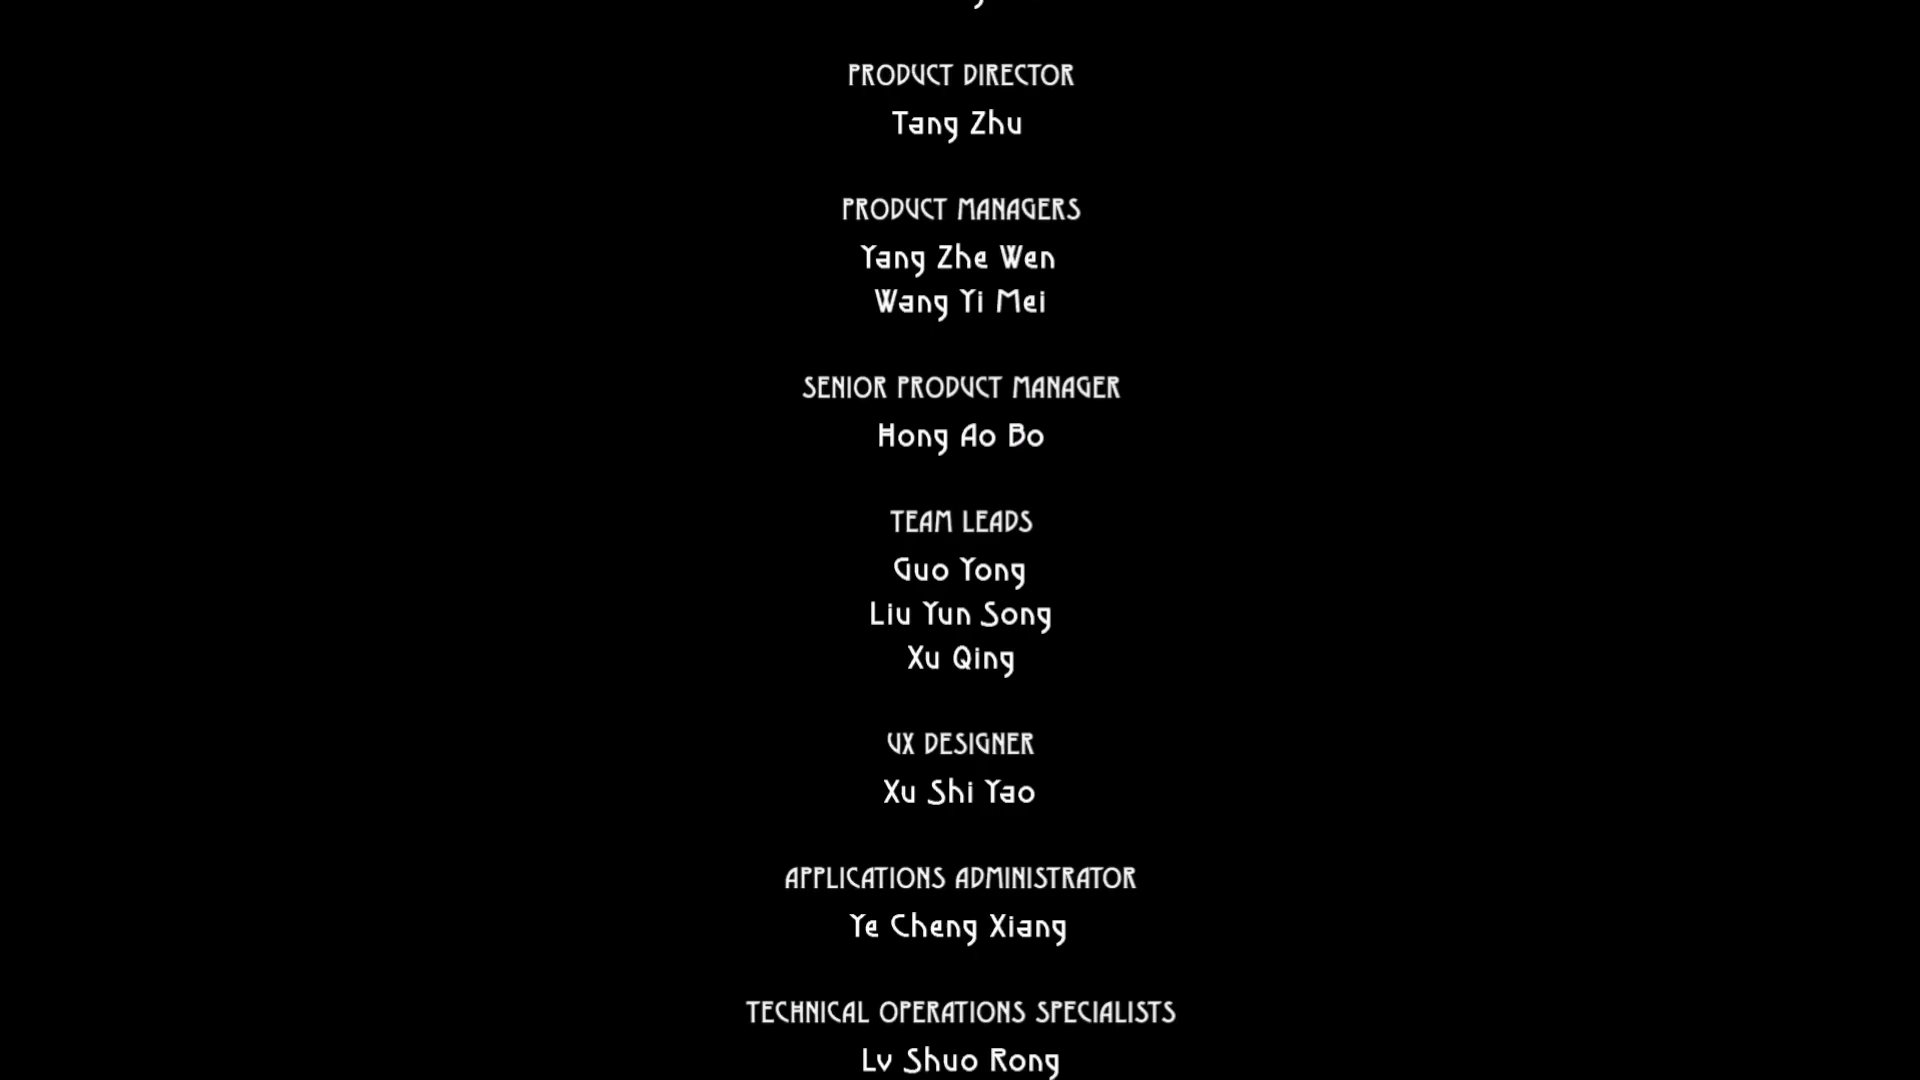 PRODUCT DIRECTOR
Tang Zhu
PRODUCT MANAGERS
Yang Zhe Wen
Wang Yi Mei
SENIOR PRODUCT MANAGER
Hong Ao Bo
TEAM LEADS
Guo Yong
Liu Yun Song
Xu Qing
UX DESIGNER
Xu Shi Yao
APPLICATIONS ADMINISTRATOR
Ye Cheng Xiang
TECHNICAL OPERATIONS SPECIALISTS
Lv Shuo Rong